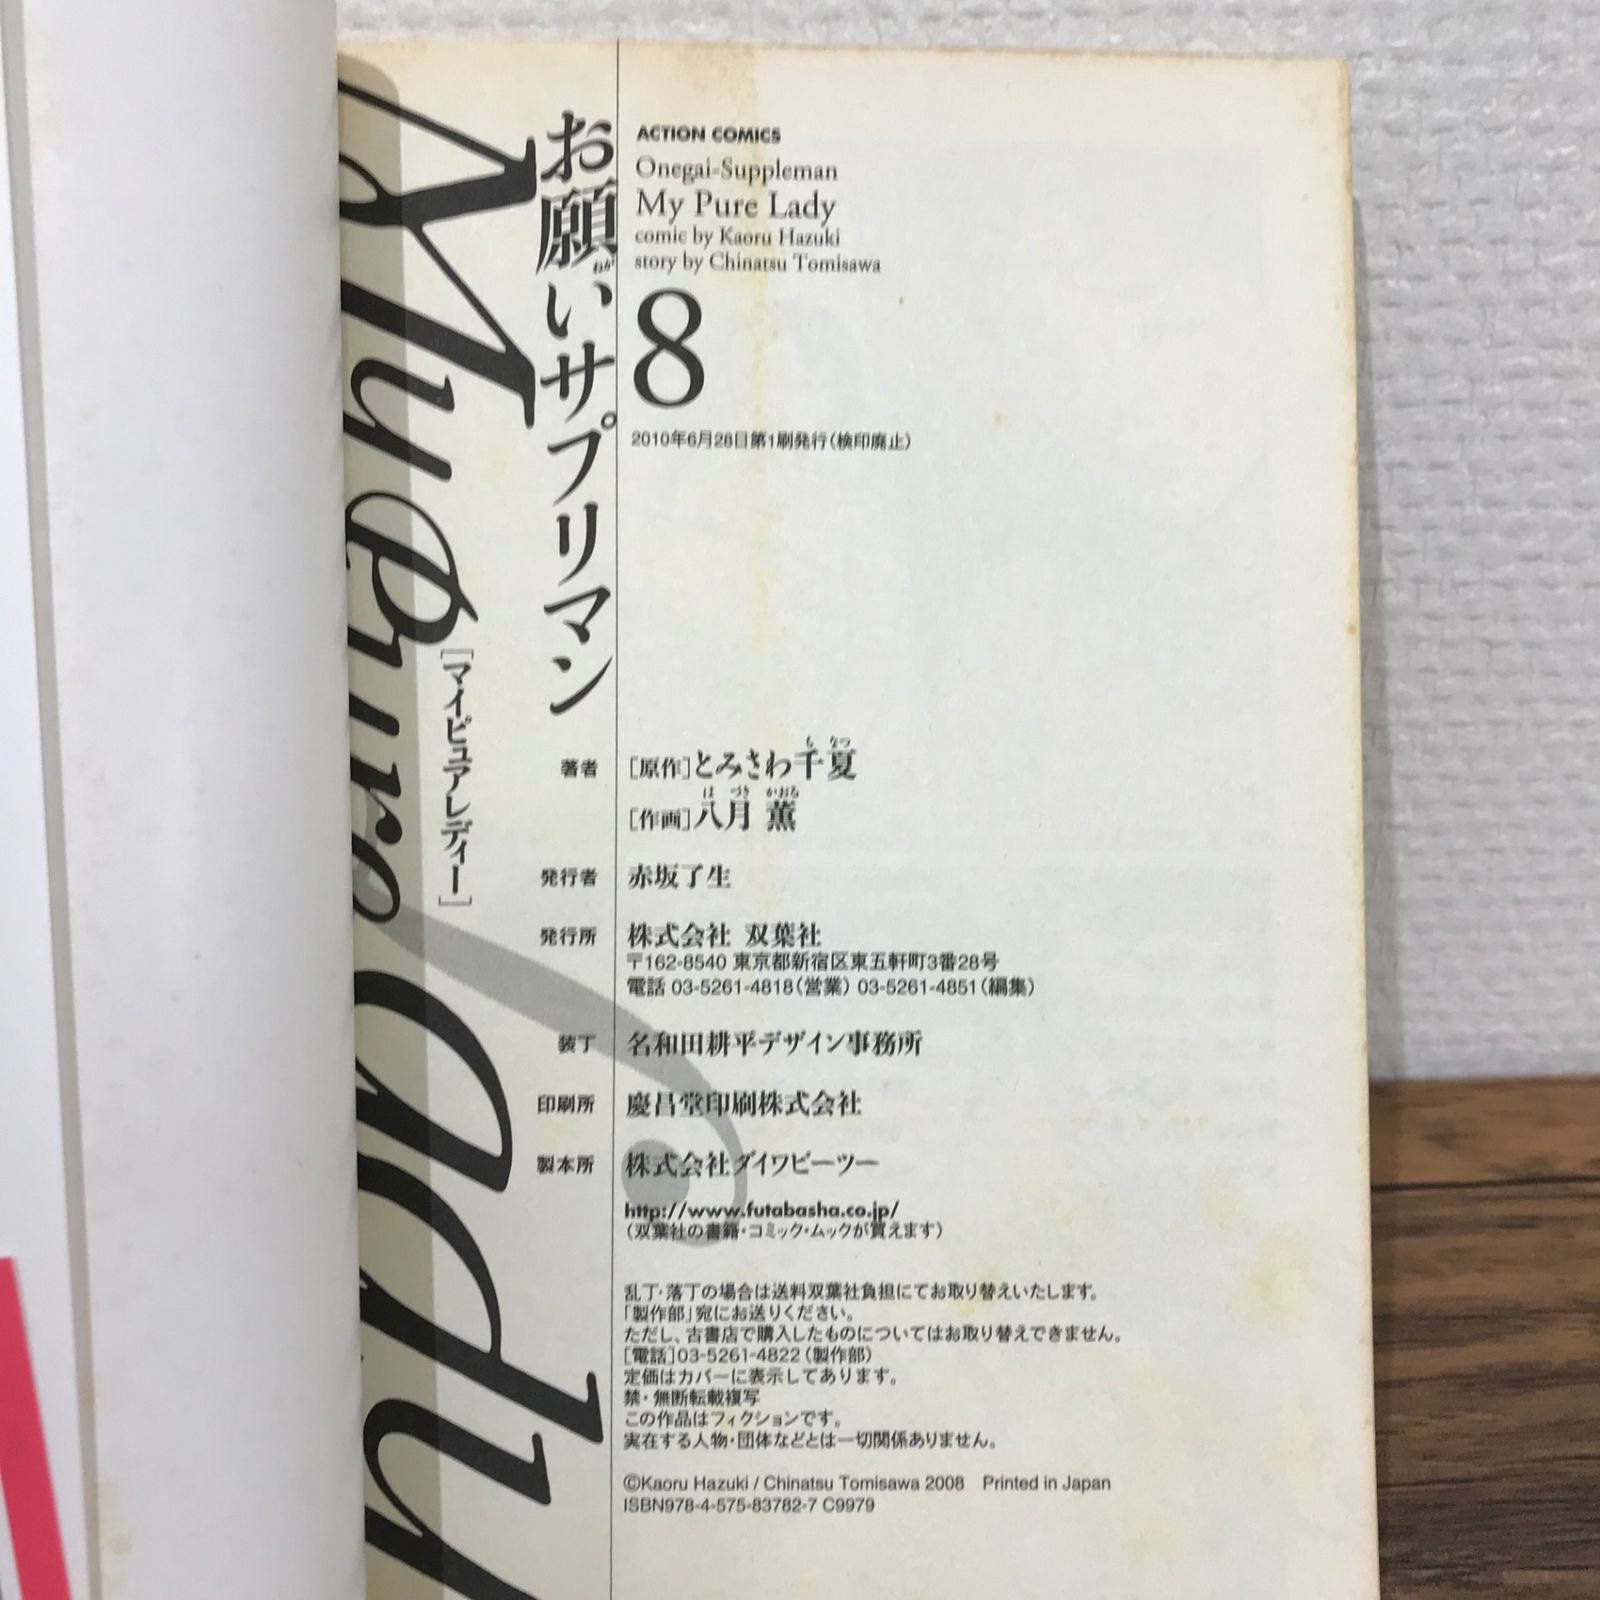 My Pure Lady
お願いサプリマン
ねが
[マイピュアレディー]
ACTION COMICS
Onegai-Suppleman
My Pure Lady
comic by Kaoru Hazuki
story by Chinatsu Tomisawa
8
2010年6月28日第1刷発行(検印廃止)
ち なつ
著者 [原作]とみさわ千夏
は づき かおる
[作画]八月 薫
発行者 赤坂了生
発行所 株式会社 双葉社
〒162-8540 東京都新宿区東五軒町3番28号
電話 03-5261-4818(営業) 03-5261-4851(編集)
装丁 名和田耕平デザイン事務所
印刷所 慶昌堂印刷株式会社
製本所 株式会社ダイワビーツー
http://www.futabasha.co.jp/
(双葉社の書籍・コミック・ムックが買えます)
乱丁・落丁の場合は送料双葉社負担にてお取り替えいたします。
「製作部」宛にお送りください。
ただし、古書店で購入したものについてはお取り替えできません。
[電話]03-5261-4822(製作部)
定価はカバーに表示してあります。
禁・無断転載複写
この作品はフィクションです。
実在する人物・団体などとは一切関係ありません。
©Kaoru Hazuki / Chinatsu Tomisawa 2008 Printed in Japan
ISBN978-4-575-83782-7 C9979